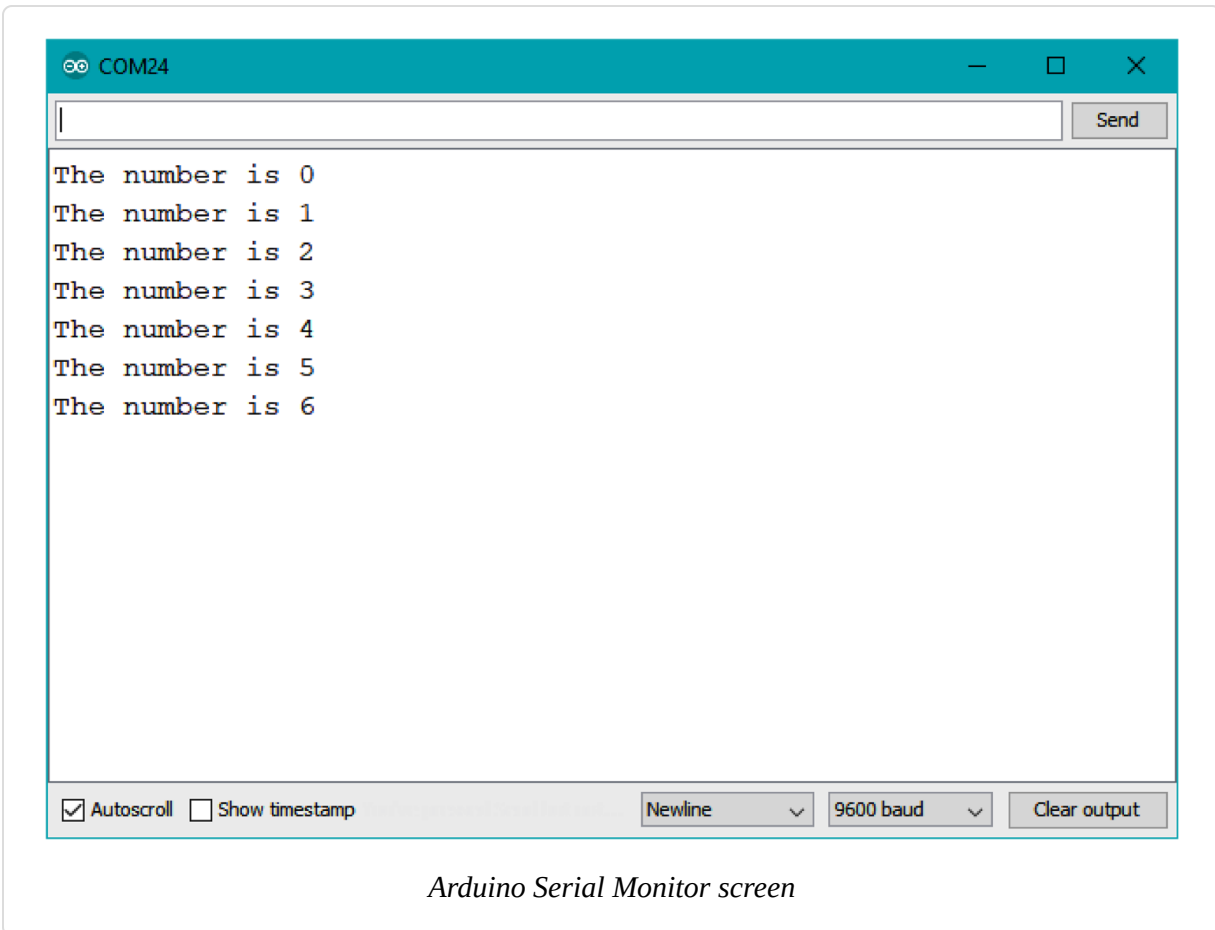 COM24
Send
The number is 0
The number is 1
The number is 2
The number is 3
The number is 4
The number is 5
The number is 6
Autoscroll Show timestamp Newline 9600 baud Clear output
Arduino Serial Monitor screen